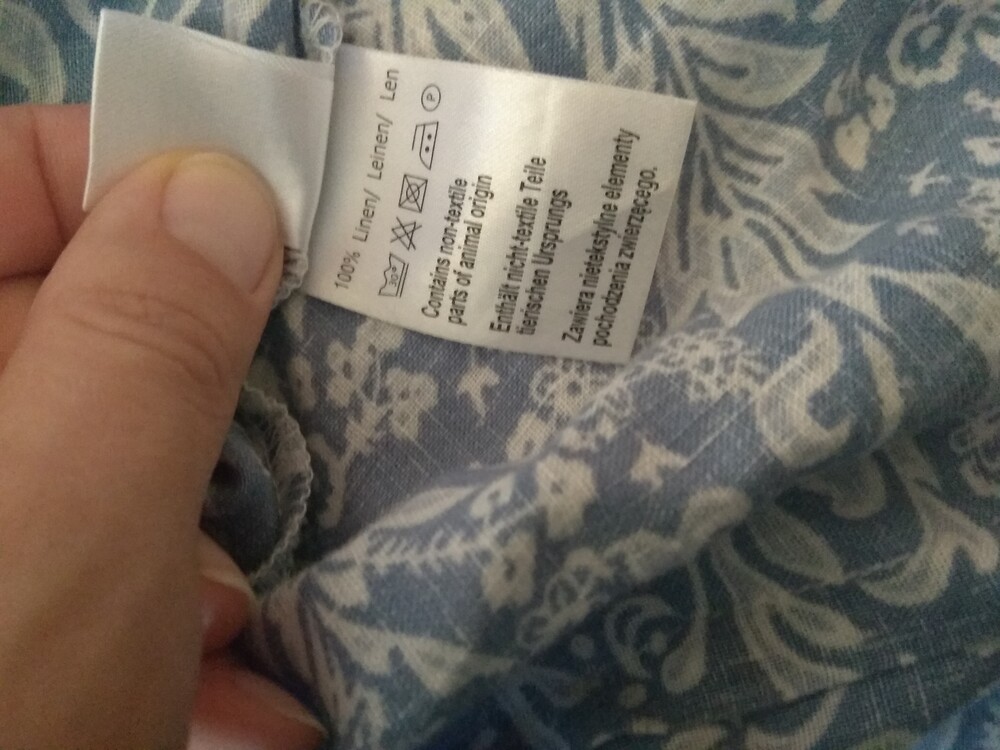 100% Linen/ Leinen/ Len
30° P
Contains non-textile
parts of animal origin
Enthält nicht-textile Teile
tierischen Ursprungs
Zawiera nietekstylne elementy
pochodzenia zwierzęcego.